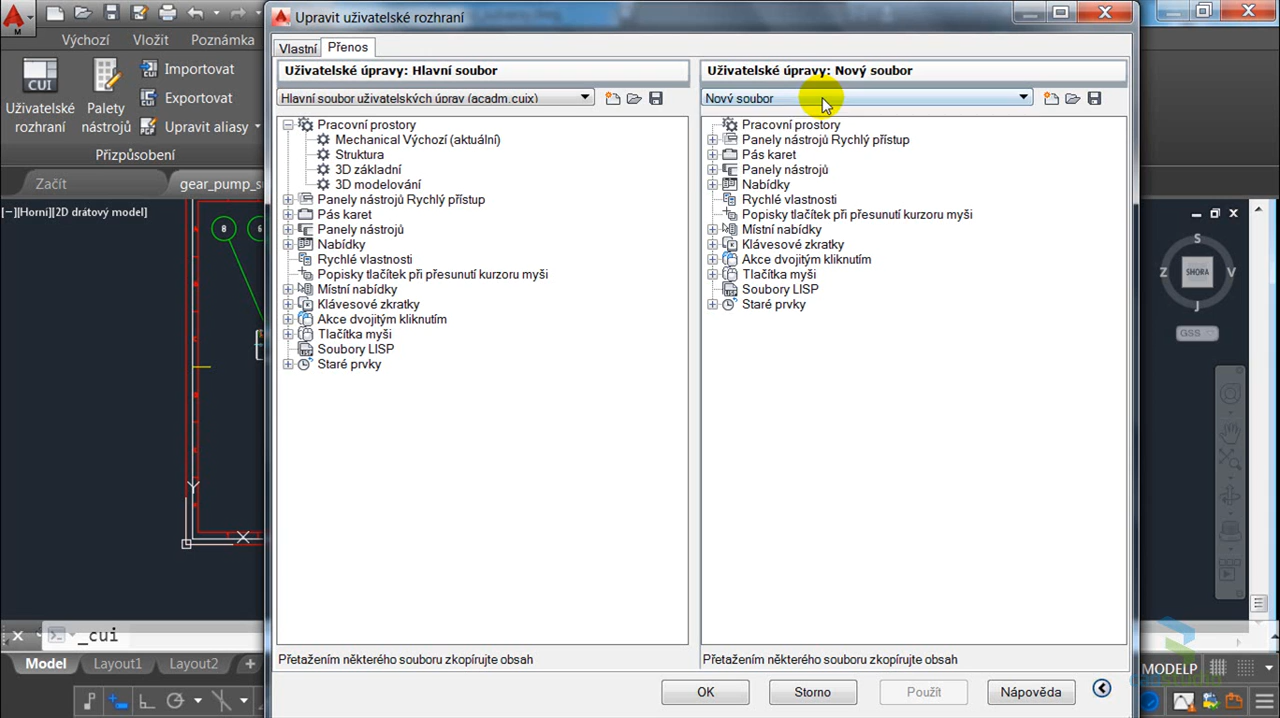 M
Upravit uživatelské rozhraní
Výchozí
Vložit
Poznámka
CUI
Uživatelské rozhraní
Palety nástrojů
Importovat
Exportovat
Upravit aliasy
Přizpůsobení
Začít
gear_pump_su
[−][Horní][2D drátový model]
8
6
Y
X
_cui
Model
Layout1
Layout2
+
Vlastní
Přenos
Uživatelské úpravy: Hlavní soubor
Hlavní soubor uživatelských úprav (acadm.cuix)
Pracovní prostory
Mechanical Výchozí (aktuální)
Struktura
3D základní
3D modelování
Panely nástrojů Rychlý přístup
Pás karet
Panely nástrojů
Nabídky
Rychlé vlastnosti
Popisky tlačítek při přesunutí kurzoru myši
Místní nabídky
Klávesové zkratky
Akce dvojitým kliknutím
Tlačítka myši
Soubory LISP
Staré prvky
Přetažením některého souboru zkopírujte obsah
Uživatelské úpravy: Nový soubor
Nový soubor
Pracovní prostory
Panely nástrojů Rychlý přístup
Pás karet
Panely nástrojů
Nabídky
Rychlé vlastnosti
Popisky tlačítek při přesunutí kurzoru myši
Místní nabídky
Klávesové zkratky
Akce dvojitým kliknutím
Tlačítka myši
Soubory LISP
Staré prvky
Přetažením některého souboru zkopírujte obsah
OK
Storno
Použít
Nápověda
S
Z
SHORA
V
J
GSS
MODELP